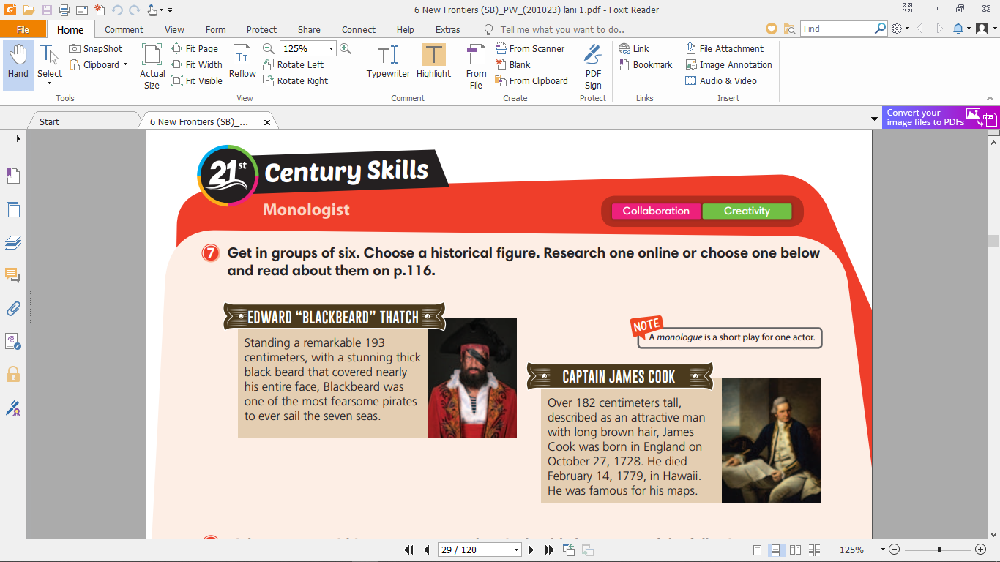 6 New Frontiers (SB)_PW_(201023) lani 1.pdf - Foxit Reader
File
Home
Comment
View
Form
Protect
Share
Connect
Help
Extras
Tell me what you want to do..
Find
Hand
Select
SnapShot
Clipboard
Tools
Actual
Size
Fit Page
Fit Width
Fit Visible
Reflow
125%
Rotate Left
Rotate Right
View
Typewriter
Highlight
Comment
From
File
From Scanner
Blank
From Clipboard
Create
PDF
Sign
Protect
Link
Bookmark
Links
File Attachment
Image Annotation
Audio & Video
Insert
Start
6 New Frontiers (SB)_...
Convert your
image files to PDFs
21st Century Skills
Monologist
Collaboration
Creativity
7 Get in groups of six. Choose a historical figure. Research one online or choose one below
and read about them on p.116.
EDWARD “BLACKBEARD” THATCH
Standing a remarkable 193
centimeters, with a stunning thick
black beard that covered nearly
his entire face, Blackbeard was
one of the most fearsome pirates
to ever sail the seven seas.
NOTE
A monologue is a short play for one actor.
CAPTAIN JAMES COOK
Over 182 centimeters tall,
described as an attractive man
with long brown hair, James
Cook was born in England on
October 27, 1728. He died
February 14, 1779, in Hawaii.
He was famous for his maps.
29 / 120
125%